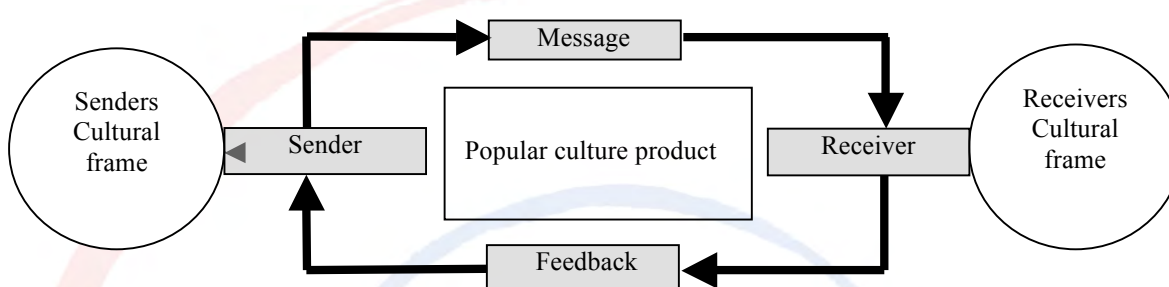 Message
Senders
Cultural
frame
Sender
Popular culture product
Receiver
Receivers
Cultural
frame
Feedback